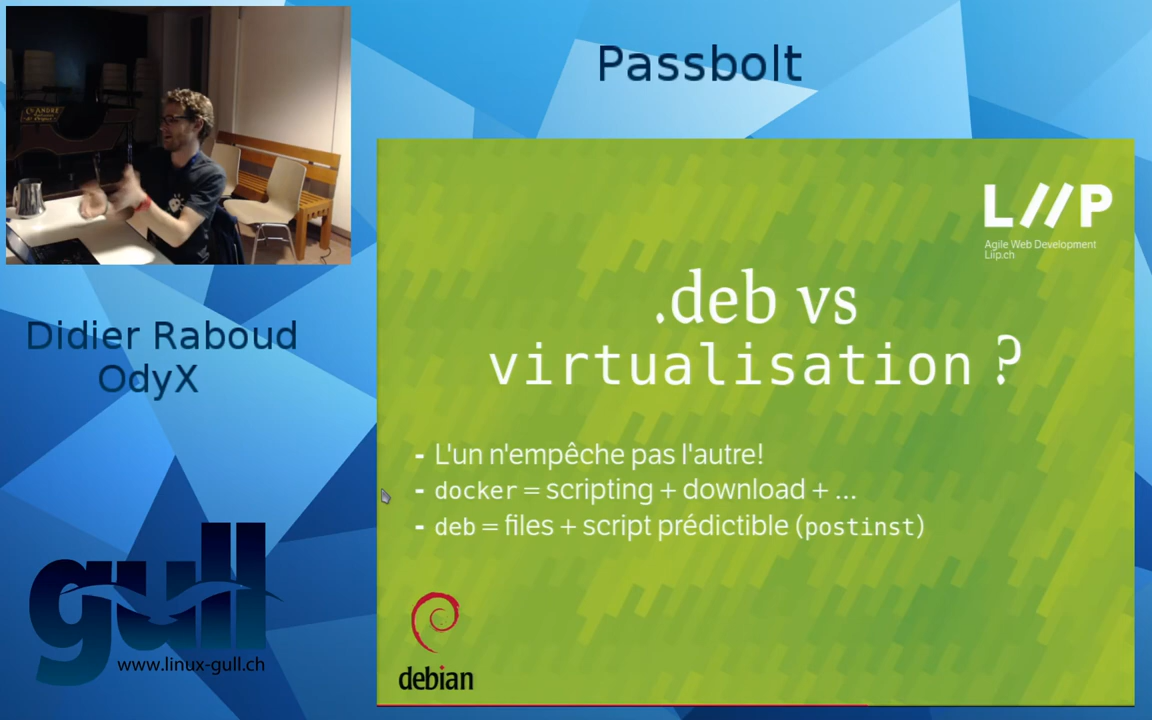 Passbolt
Didier Raboud
OdyX
LIIP
Agile Web Development
Liip.ch
.deb vs
virtualisation ?
- L'un n'empêche pas l'autre!
- docker = scripting + download + ...
- deb = files + script prédictible (postinst)
debian
gull
www.linux-gull.ch